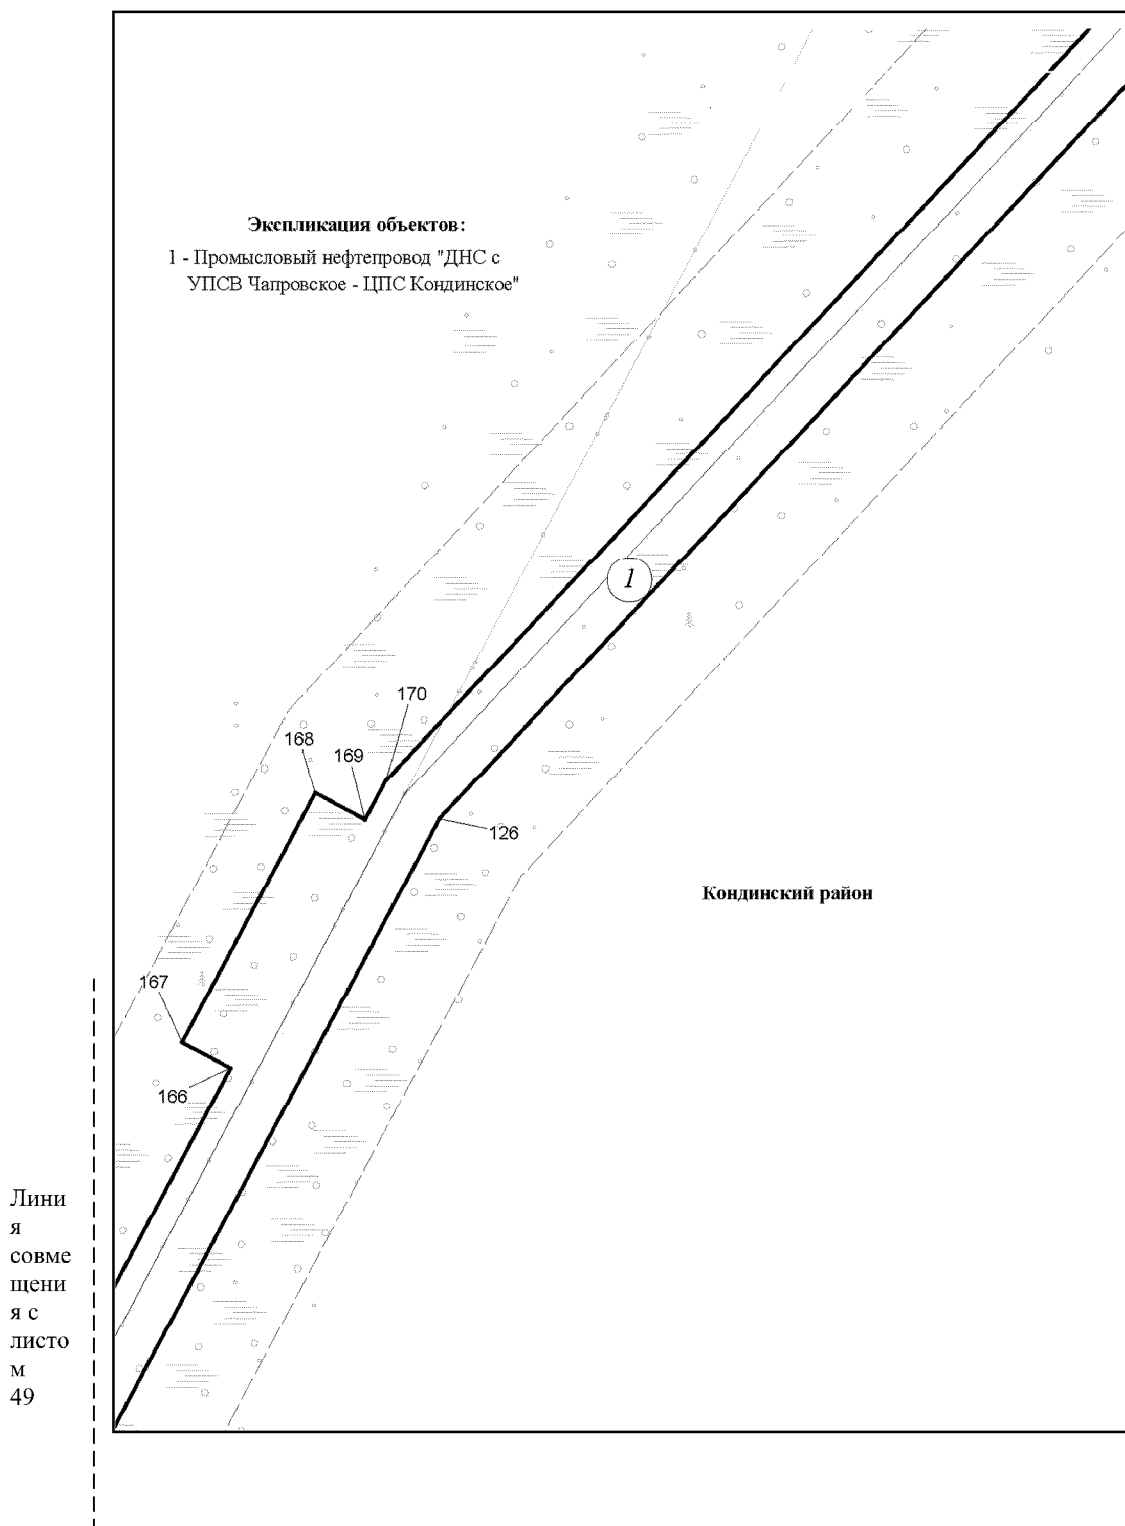 Экспликация объектов:
1 - Промысловый нефтепровод "ДНС с
УПСВ Чапровское - ЦПС Кондинское"
1
170
168
169
126
Кондинский район
167
166
Лини
я
совме
щени
я с
листо
м
49